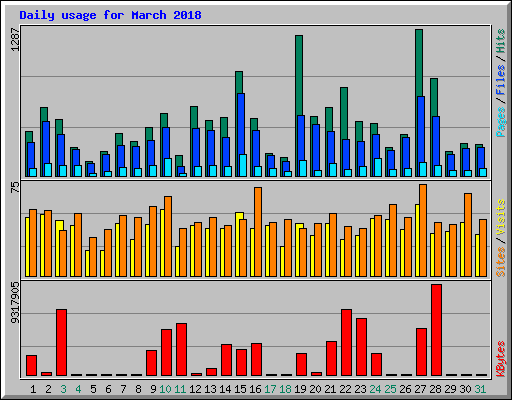 Daily usage for March 2018
1287
Pages/Files/Hits
75
Sites/Visits
9317905
KBytes
1 2 3 4 5 6 7 8 9 10 11 12 13 14 15 16 17 18 19 20 21 22 23 24 25 26 27 28 29 30 31